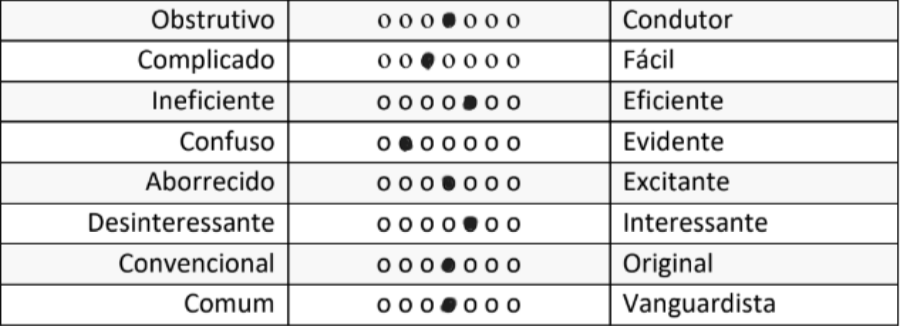 Obstrutivo o o o ● o o o Condutor
Complicado o o ● o o o o Fácil
Ineficiente o o o o ● o o Eficiente
Confuso o ● o o o o o Evidente
Aborrecido o o o ● o o o Excitante
Desinteressante o o o o ● o o Interessante
Convencional o o o ● o o o Original
Comum o o o ● o o o Vanguardista